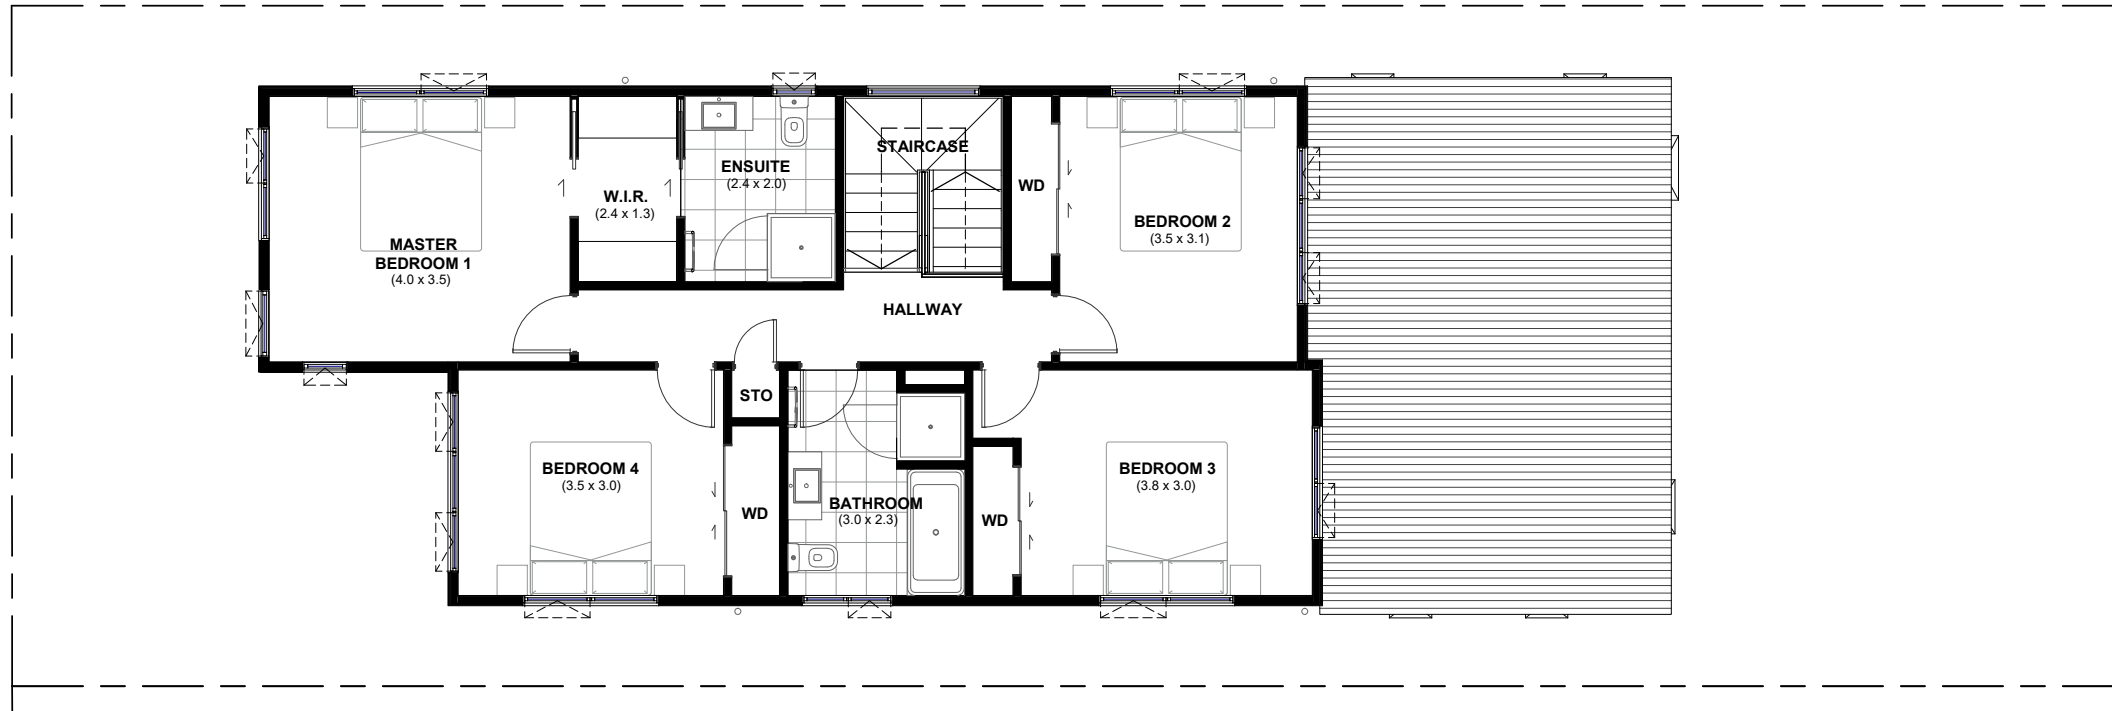 MASTER
BEDROOM 1
(4.0 x 3.5)
W.I.R.
(2.4 x 1.3)
ENSUITE
(2.4 x 2.0)
STAIRCASE
WD
BEDROOM 2
(3.5 x 3.1)
HALLWAY
STO
BEDROOM 4
(3.5 x 3.0)
WD
BATHROOM
(3.0 x 2.3)
WD
BEDROOM 3
(3.8 x 3.0)